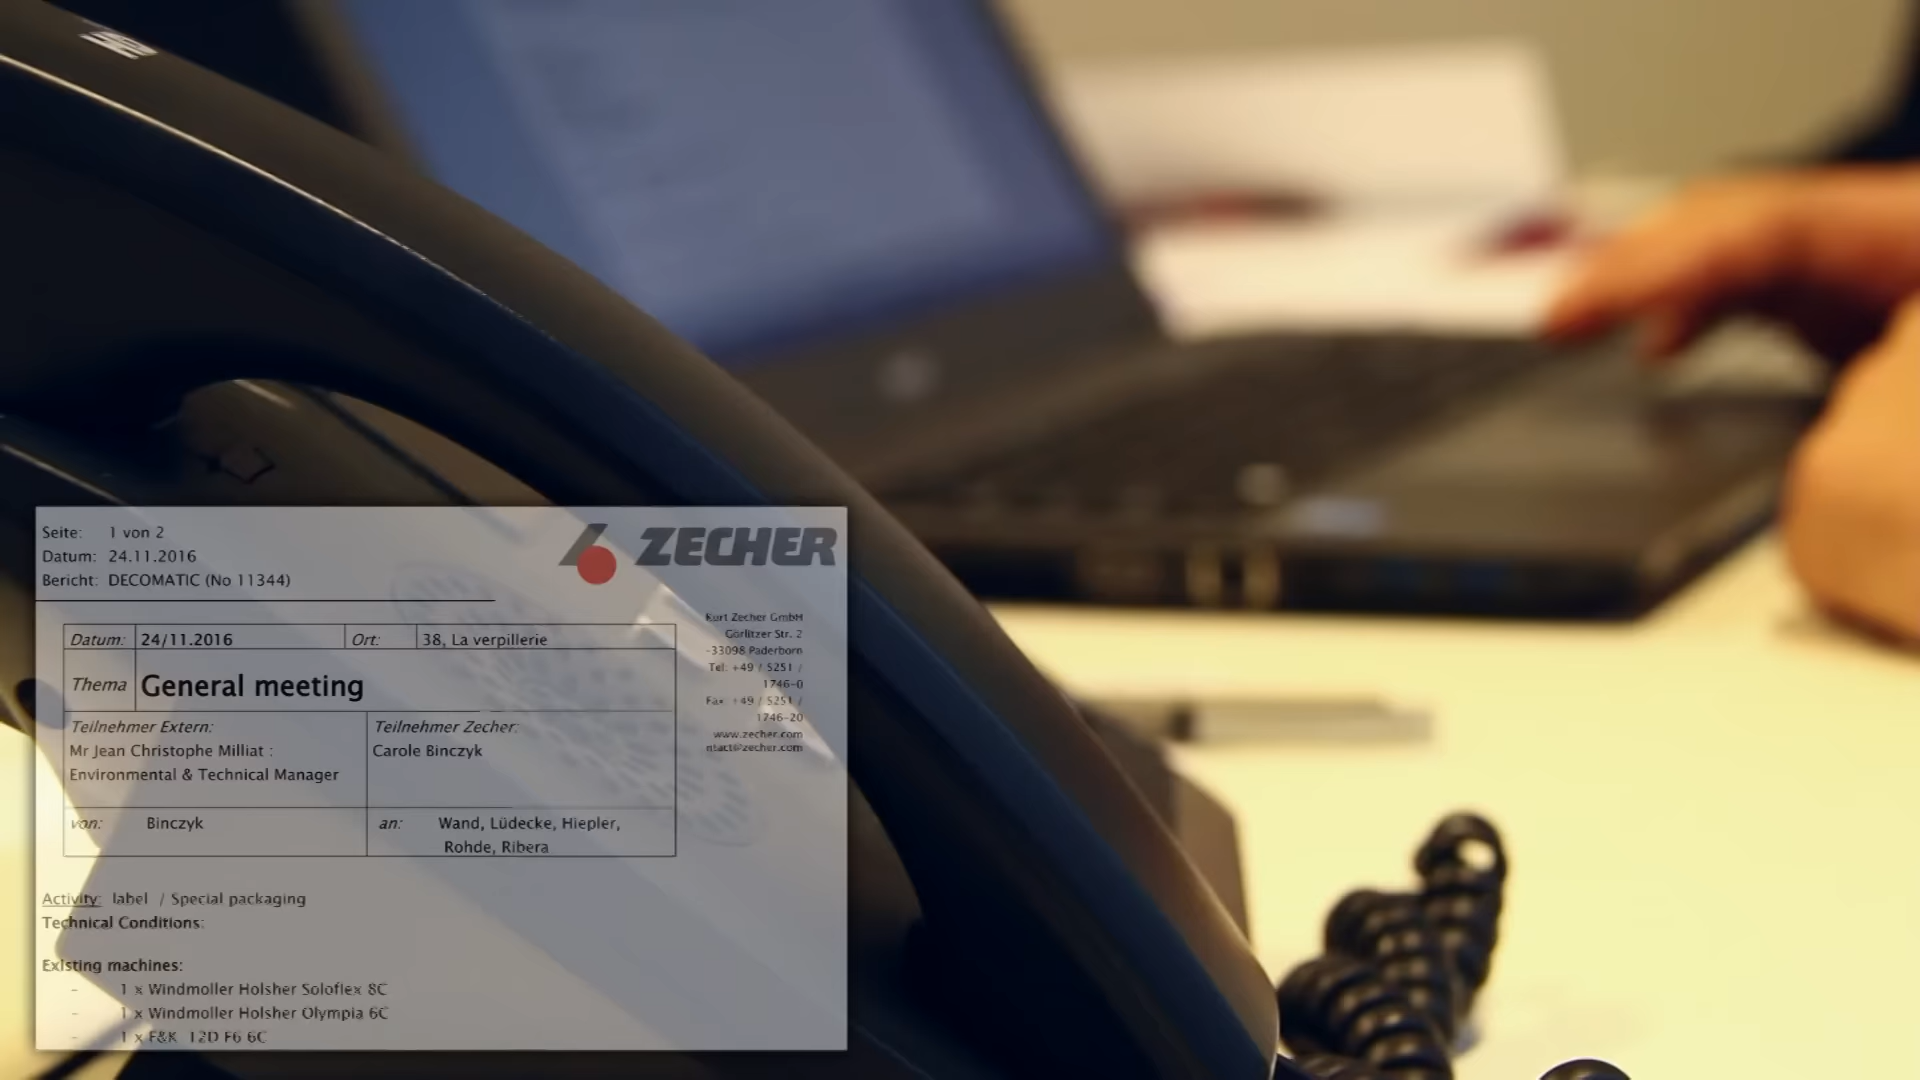 Seite: 1 von 2
Datum: 24.11.2016
Bericht: DECOMATIC (No 11344)
ZECHER
Kurt Zecher GmbH
Görlitzer Str. 2
-33098 Paderborn
Tel: +49 / 5251 /
1746-0
Fax: +49 / 5251 /
1746-20
www.zecher.com
ntact@zecher.com
Datum: 24/11.2016 Ort: 38, La verpillerie
Thema General meeting
Teilnehmer Extern: Teilnehmer Zecher:
Mr Jean Christophe Milliat : Carole Binczyk
Environmental & Technical Manager
von: Binczyk an: Wand, Lüdecke, Hiepler,
Rohde, Ribera
Activity: label / Special packaging
Technical Conditions:
Existing machines:
- 1 x Windmoller Holsher Soloflex 8C
- 1 x Windmoller Holsher Olympia 6C
- 1 x F&K 12D F6 6C